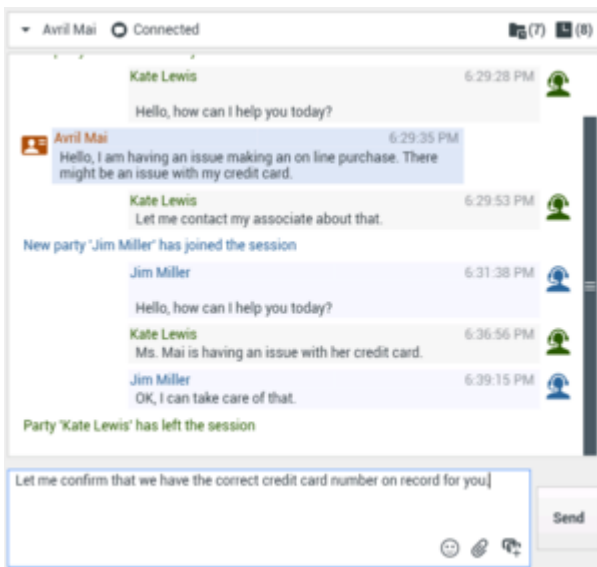 Avril Mai Connected (7) (8)
Kate Lewis 6:29:28 PM
Hello, how can I help you today?
Avril Mai 6:29:35 PM
Hello, I am having an issue making an on line purchase. There
might be an issue with my credit card.
Kate Lewis 6:29:53 PM
Let me contact my associate about that.
New party 'Jim Miller' has joined the session
Jim Miller 6:31:38 PM
Hello, how can I help you today?
Kate Lewis 6:36:56 PM
Ms. Mai is having an issue with her credit card.
Jim Miller 6:39:15 PM
OK, I can take care of that.
Party 'Kate Lewis' has left the session
Let me confirm that we have the correct credit card number on record for you.
Send